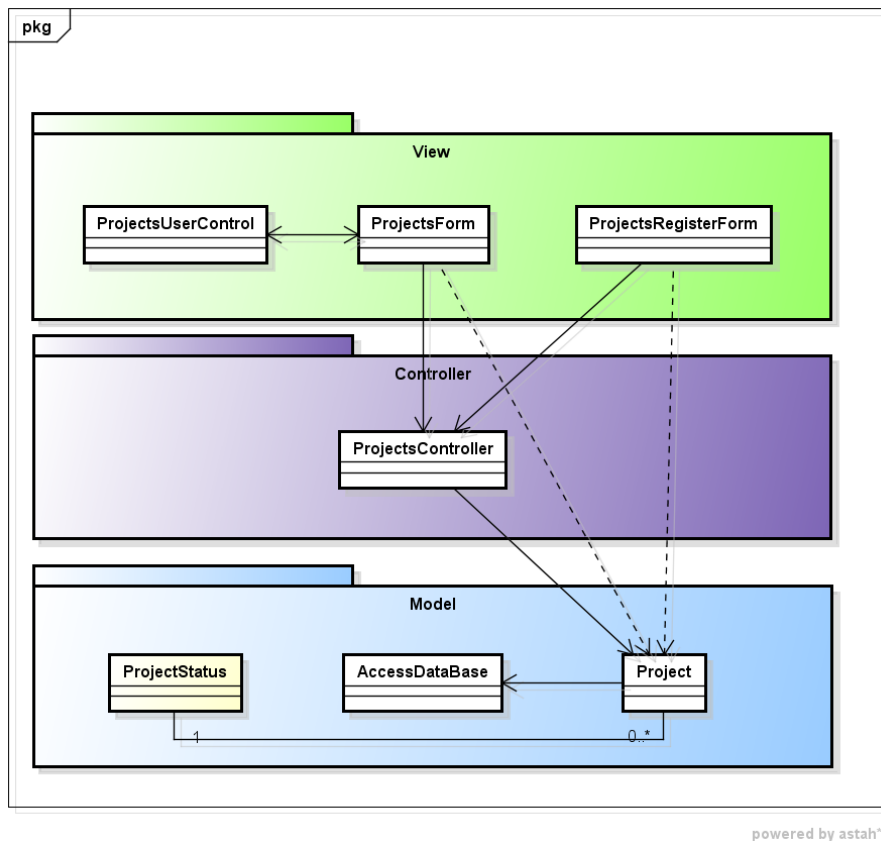 pkg
View
ProjectsUserControl
ProjectsForm
ProjectsRegisterForm
Controller
ProjectsController
Model
ProjectStatus
AccessDataBase
Project
1
0..*
powered by astah*